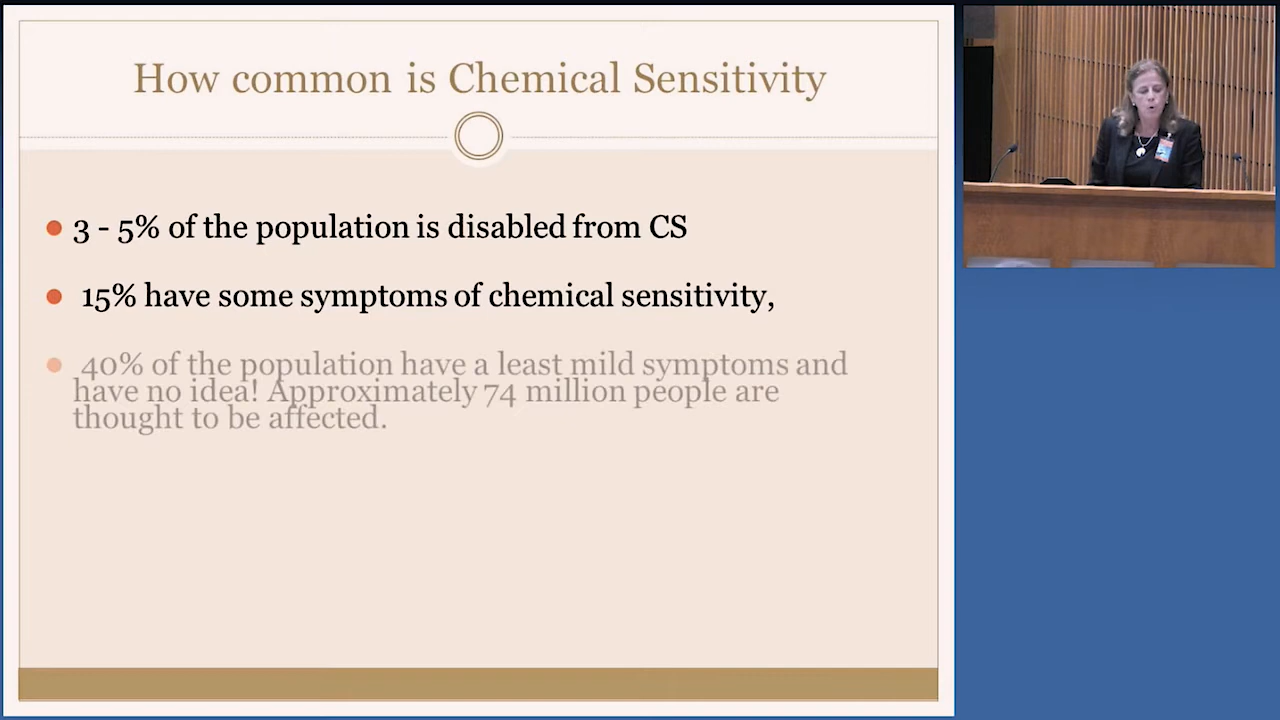 How common is Chemical Sensitivity
3 - 5% of the population is disabled from CS
15% have some symptoms of chemical sensitivity,
40% of the population have a least mild symptoms and
have no idea! Approximately 74 million people are
thought to be affected.